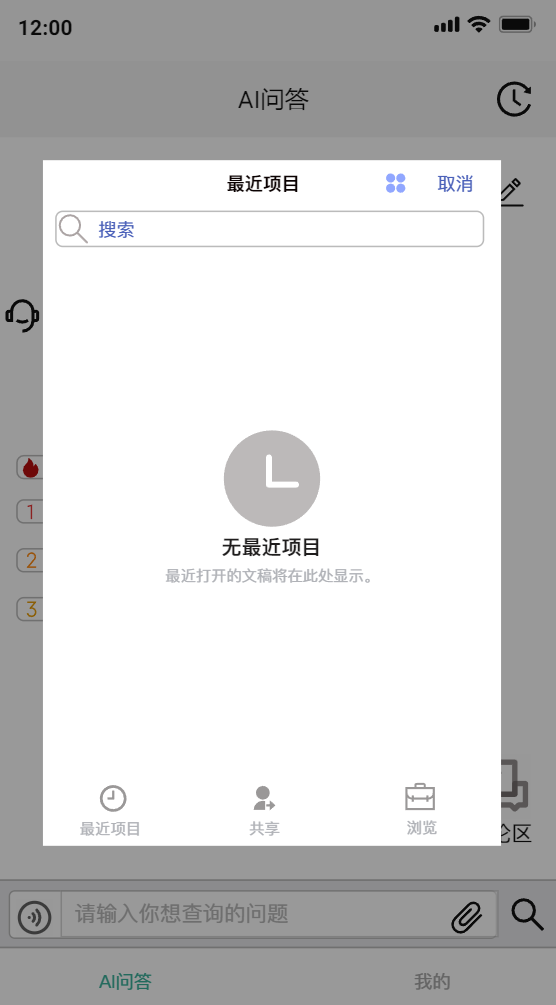 12:00
AI问答
最近项目
取消
搜索
1
2
3
无最近项目
最近打开的文稿将在此处显示。
最近项目
共享
浏览
论区
请输入你想查询的问题
AI问答
我的